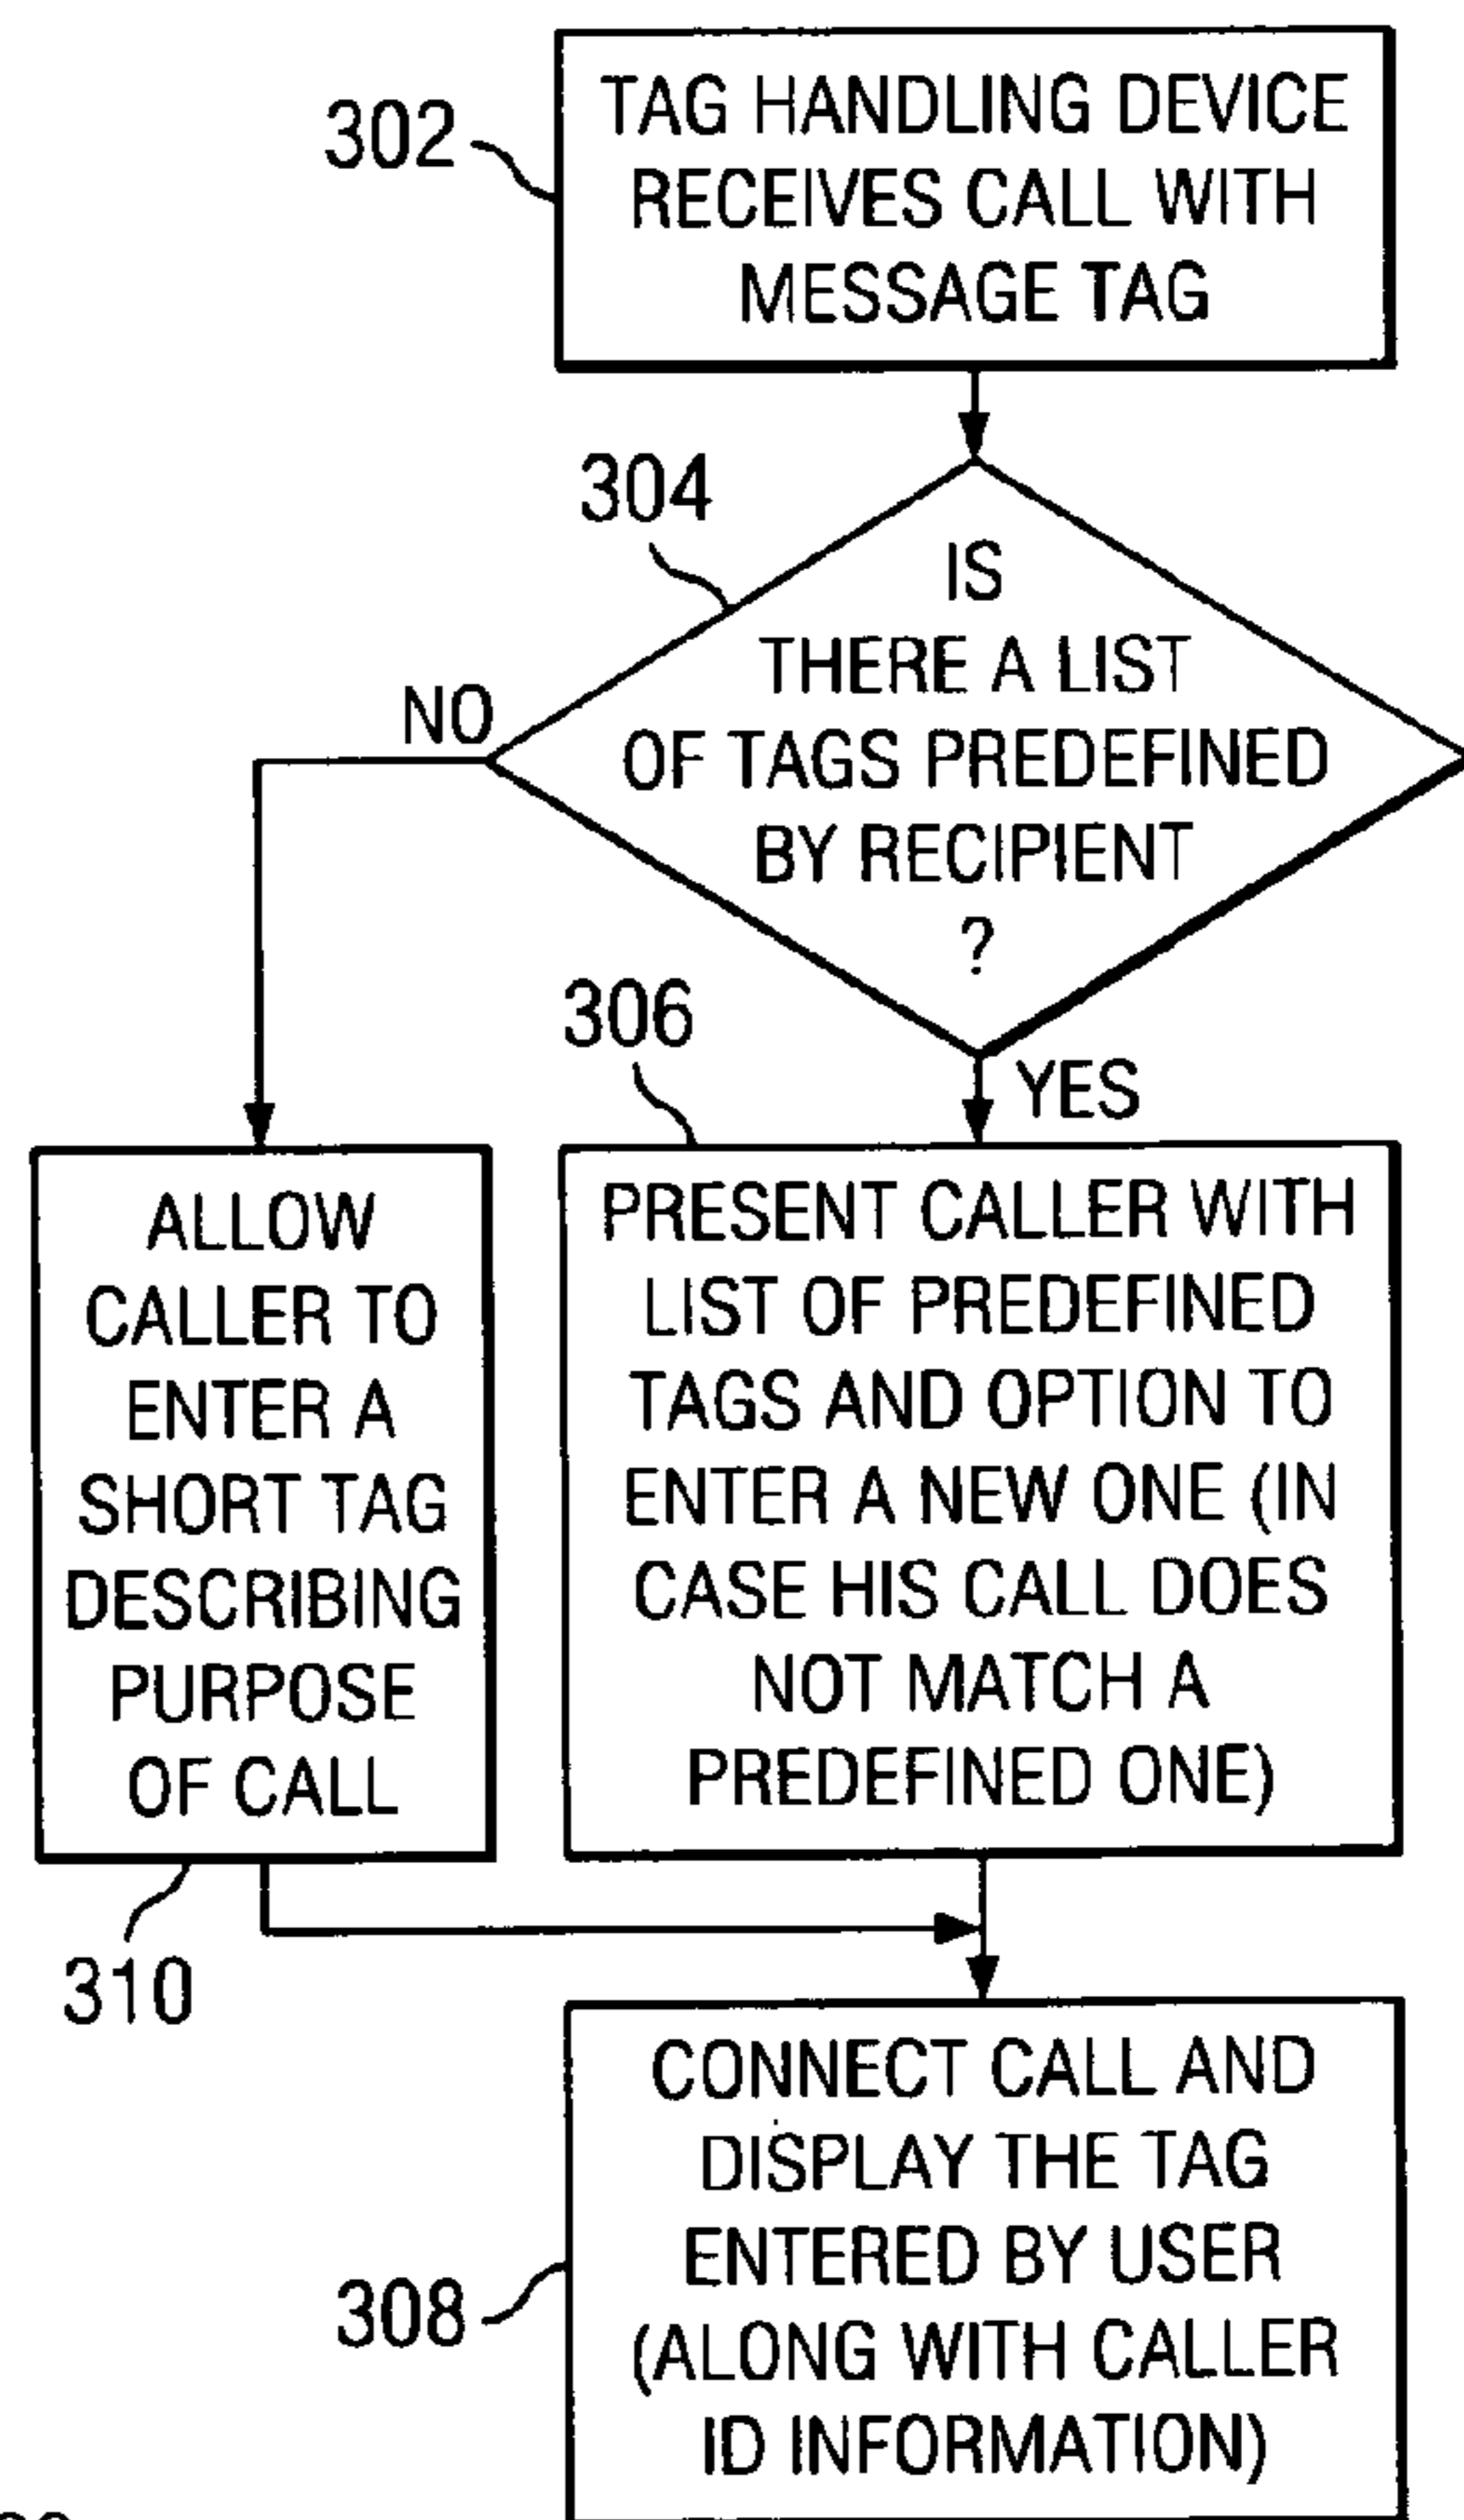 302
TAG HANDLING DEVICE
RECEIVES CALL WITH
MESSAGE TAG
304
IS
THERE A LIST
OF TAGS PREDEFINED
BY RECIPIENT
?
NO
YES
306
PRESENT CALLER WITH
LIST OF PREDEFINED
TAGS AND OPTION TO
ENTER A NEW ONE (IN
CASE HIS CALL DOES
NOT MATCH A
PREDEFINED ONE)
ALLOW
CALLER TO
ENTER A
SHORT TAG
DESCRIBING
PURPOSE
OF CALL
310
308
CONNECT CALL AND
DISPLAY THE TAG
ENTERED BY USER
(ALONG WITH CALLER
ID INFORMATION)